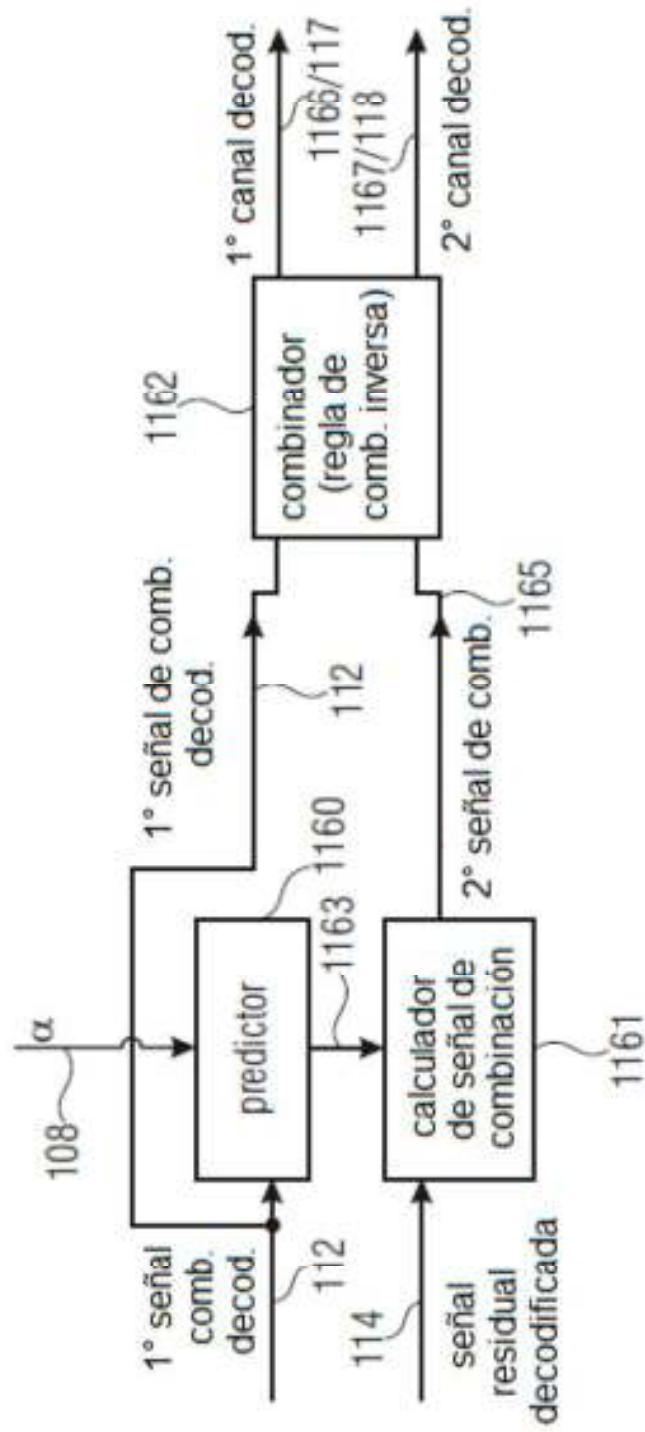 108
α
1° señal
comb.
decod.
112
predictor
1160
1163
114
señal
residual
decodificada
calculador
de señal de
combinación
1161
1° señal de comb.
decod.
112
2° señal de comb.
1165
1162
combinador
(regla de
comb. inversa)
1° canal decod.
1166/117
1167/118
2° canal decod.